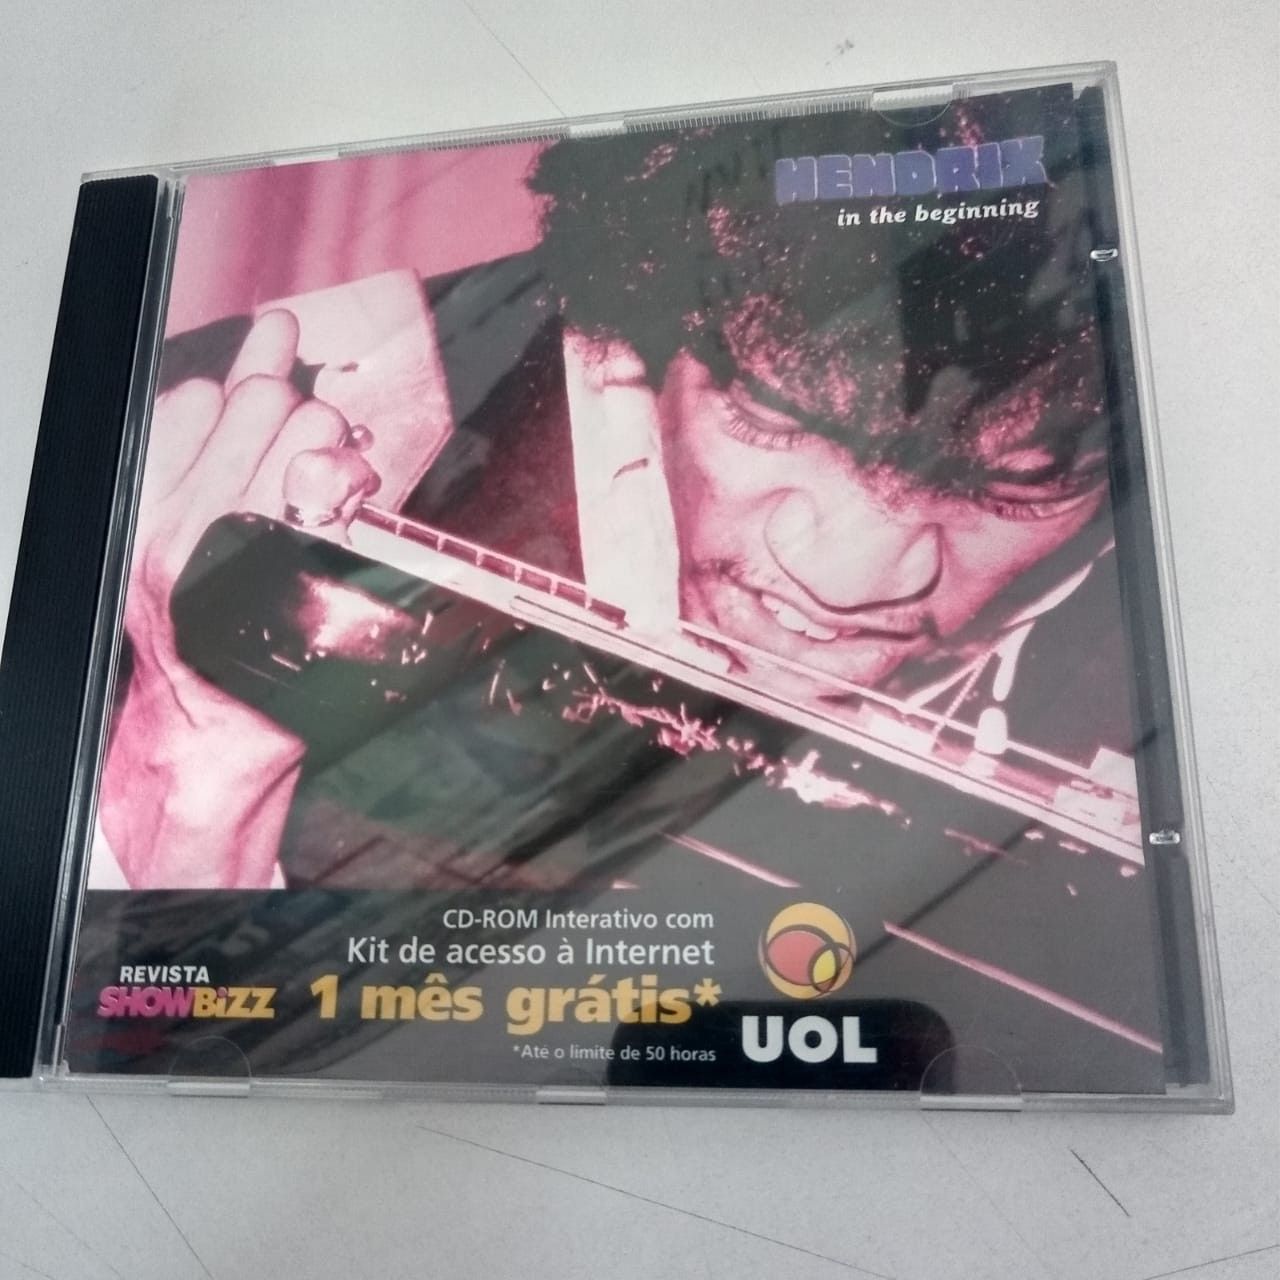 HENDRIX
in the beginning
CD-ROM Interativo com
Kit de acesso à Internet
REVISTA
SHOWBiZZ
1 mês grátis*
*Até o limite de 50 horas
UOL